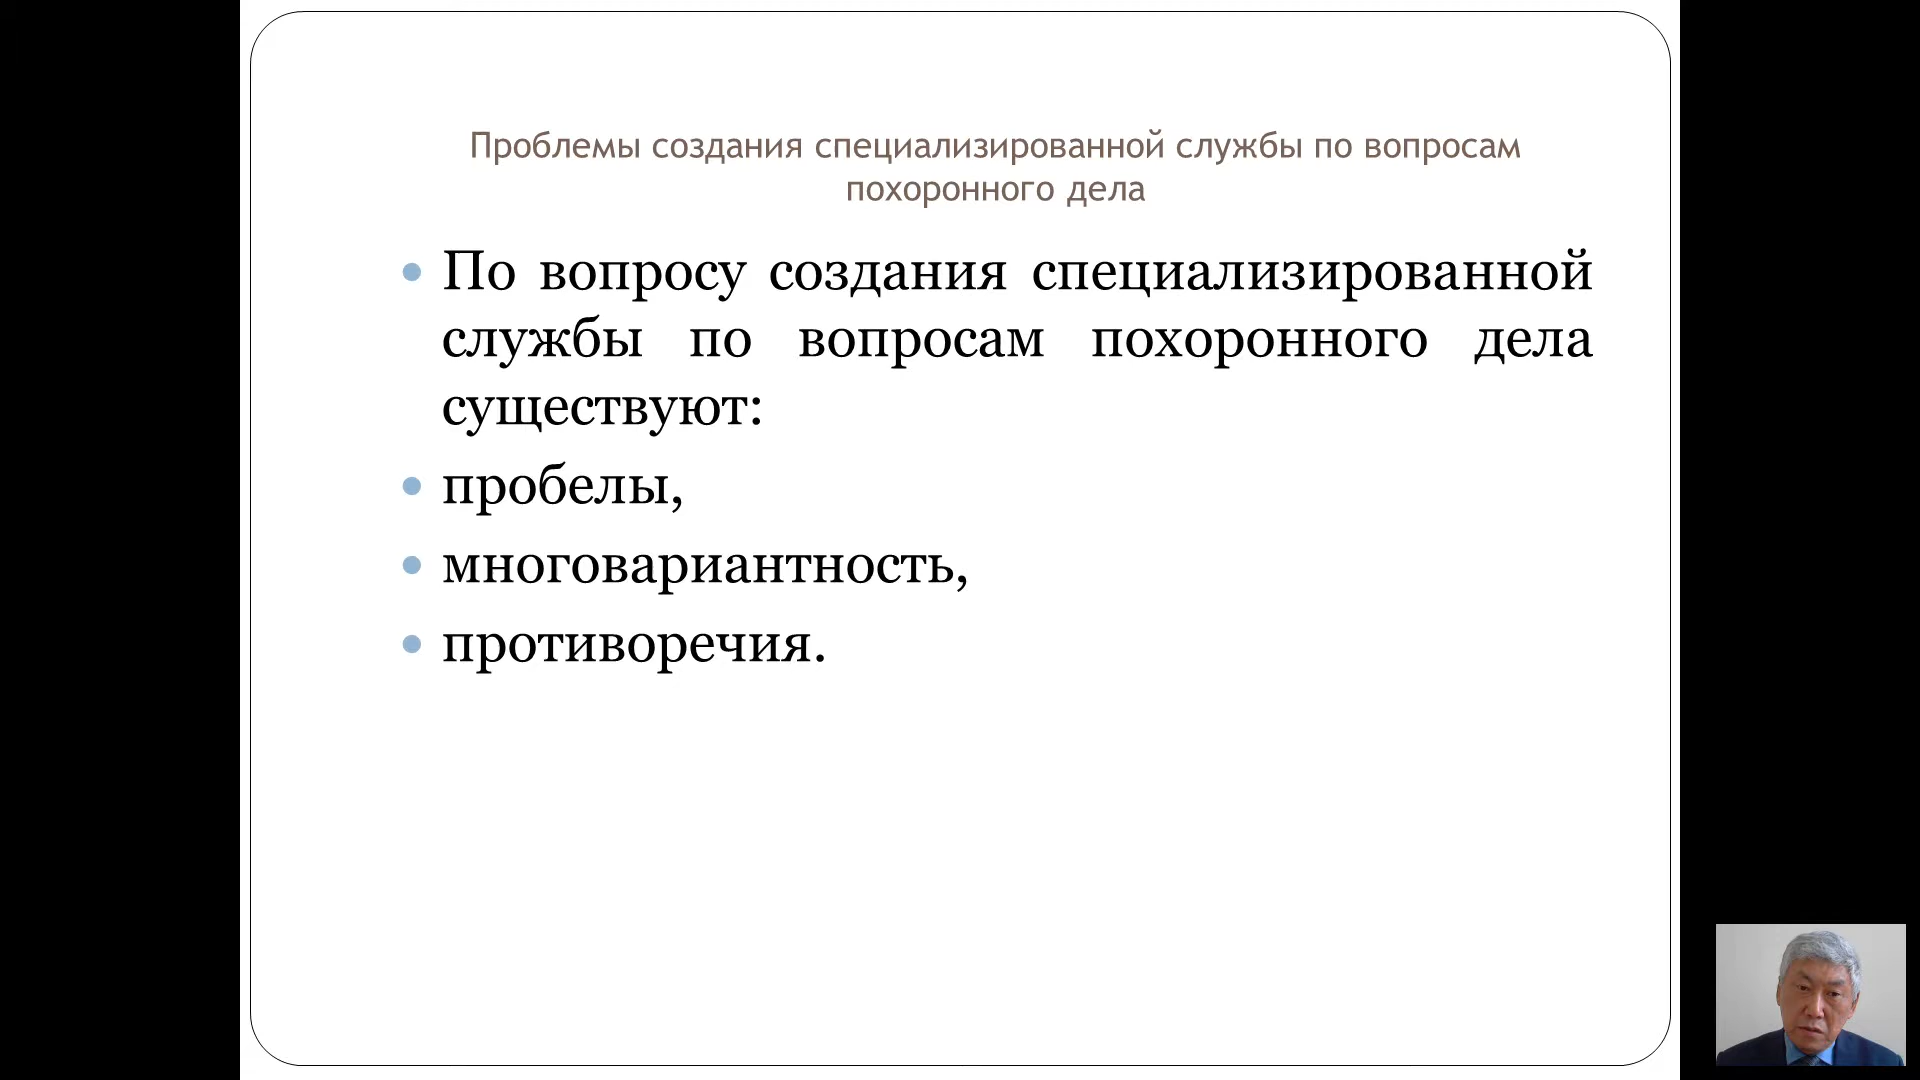 Проблемы создания специализированной службы по вопросам
похоронного дела
По вопросу создания специализированной
службы по вопросам похоронного дела
существуют:
пробелы,
многовариантность,
противоречия.